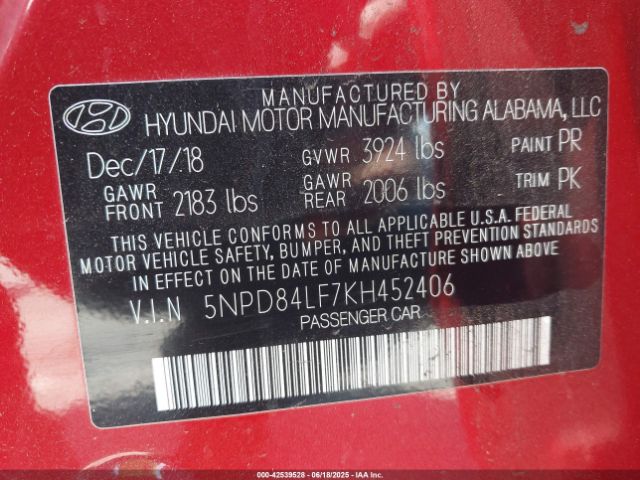 MANUFACTURED BY
HYUNDAI MOTOR MANUFACTURING ALABAMA, LLC
Dec/17/18 GVWR 3924 lbs PAINT PR
GAWR FRONT 2183 lbs GAWR REAR 2006 lbs TRIM PK
THIS VEHICLE CONFORMS TO ALL APPLICABLE U.S.A. FEDERAL
MOTOR VEHICLE SAFETY, BUMPER, AND THEFT PREVENTION STANDARDS
IN EFFECT ON THE DATE OF MANUFACTURE SHOWN ABOVE
V.I.N 5NPD84LF7KH452406
PASSENGER CAR
000-42539528 - 06/18/2025 - IAAI.COM